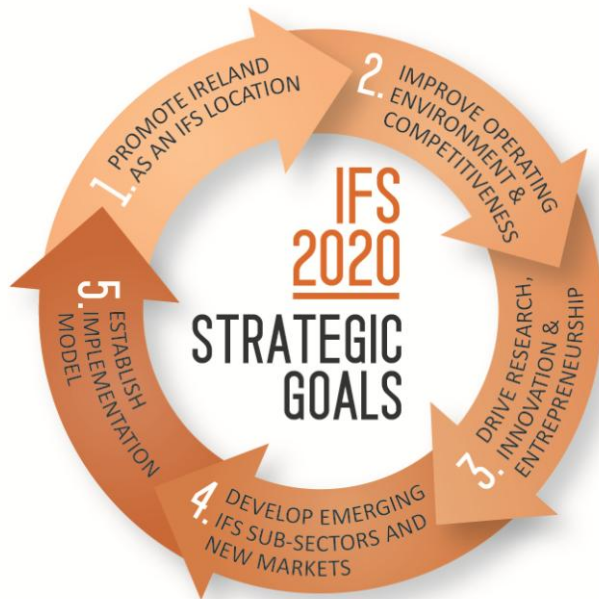 IFS
2020
STRATEGIC
GOALS
1. PROMOTE IRELAND
AS AN IFS LOCATION
2. IMPROVE OPERATING
ENVIRONMENT &
COMPETITIVENESS
3. DRIVE RESEARCH,
INNOVATION &
ENTREPRENEURSHIP
4. DEVELOP EMERGING
IFS SUB-SECTORS AND
NEW MARKETS
5. ESTABLISH
IMPLEMENTATION
MODEL